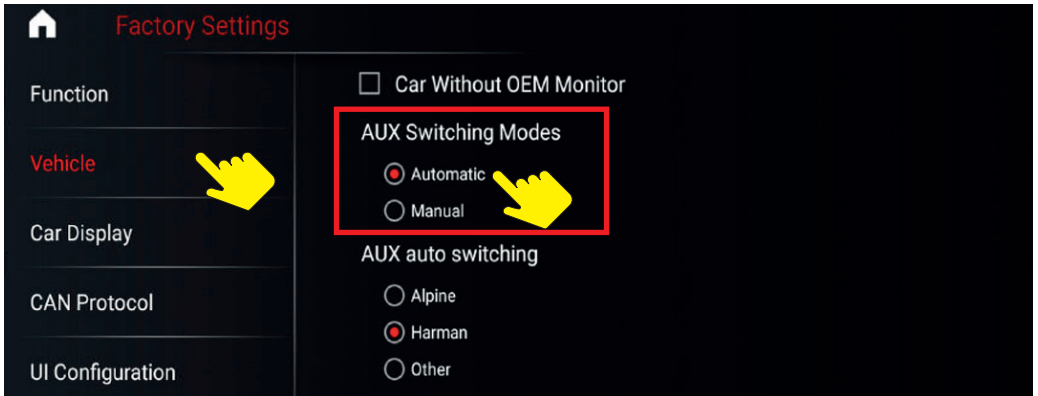 Factory Settings
Function
Vehicle
Car Display
CAN Protocol
UI Configuration
Car Without OEM Monitor
AUX Switching Modes
Automatic
Manual
AUX auto switching
Alpine
Harman
Other